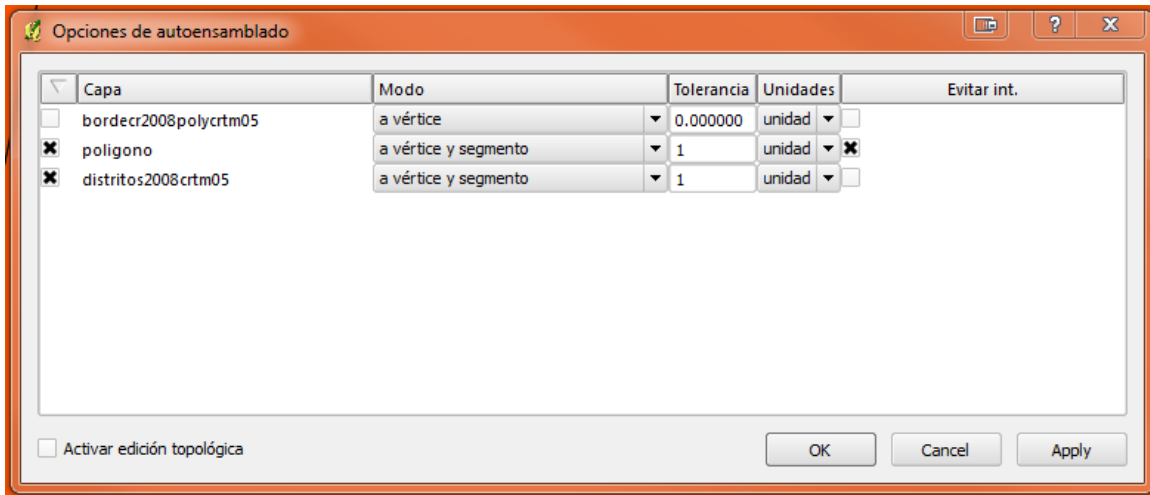 Opciones de autoensamblado
Capa Modo Tolerancia Unidades Evitar int.
bordecr2008polycrtm05 a vértice 0.000000 unidad
poligono a vértice y segmento 1 unidad
distritos2008crtm05 a vértice y segmento 1 unidad
Activar edición topológica OK Cancel Apply